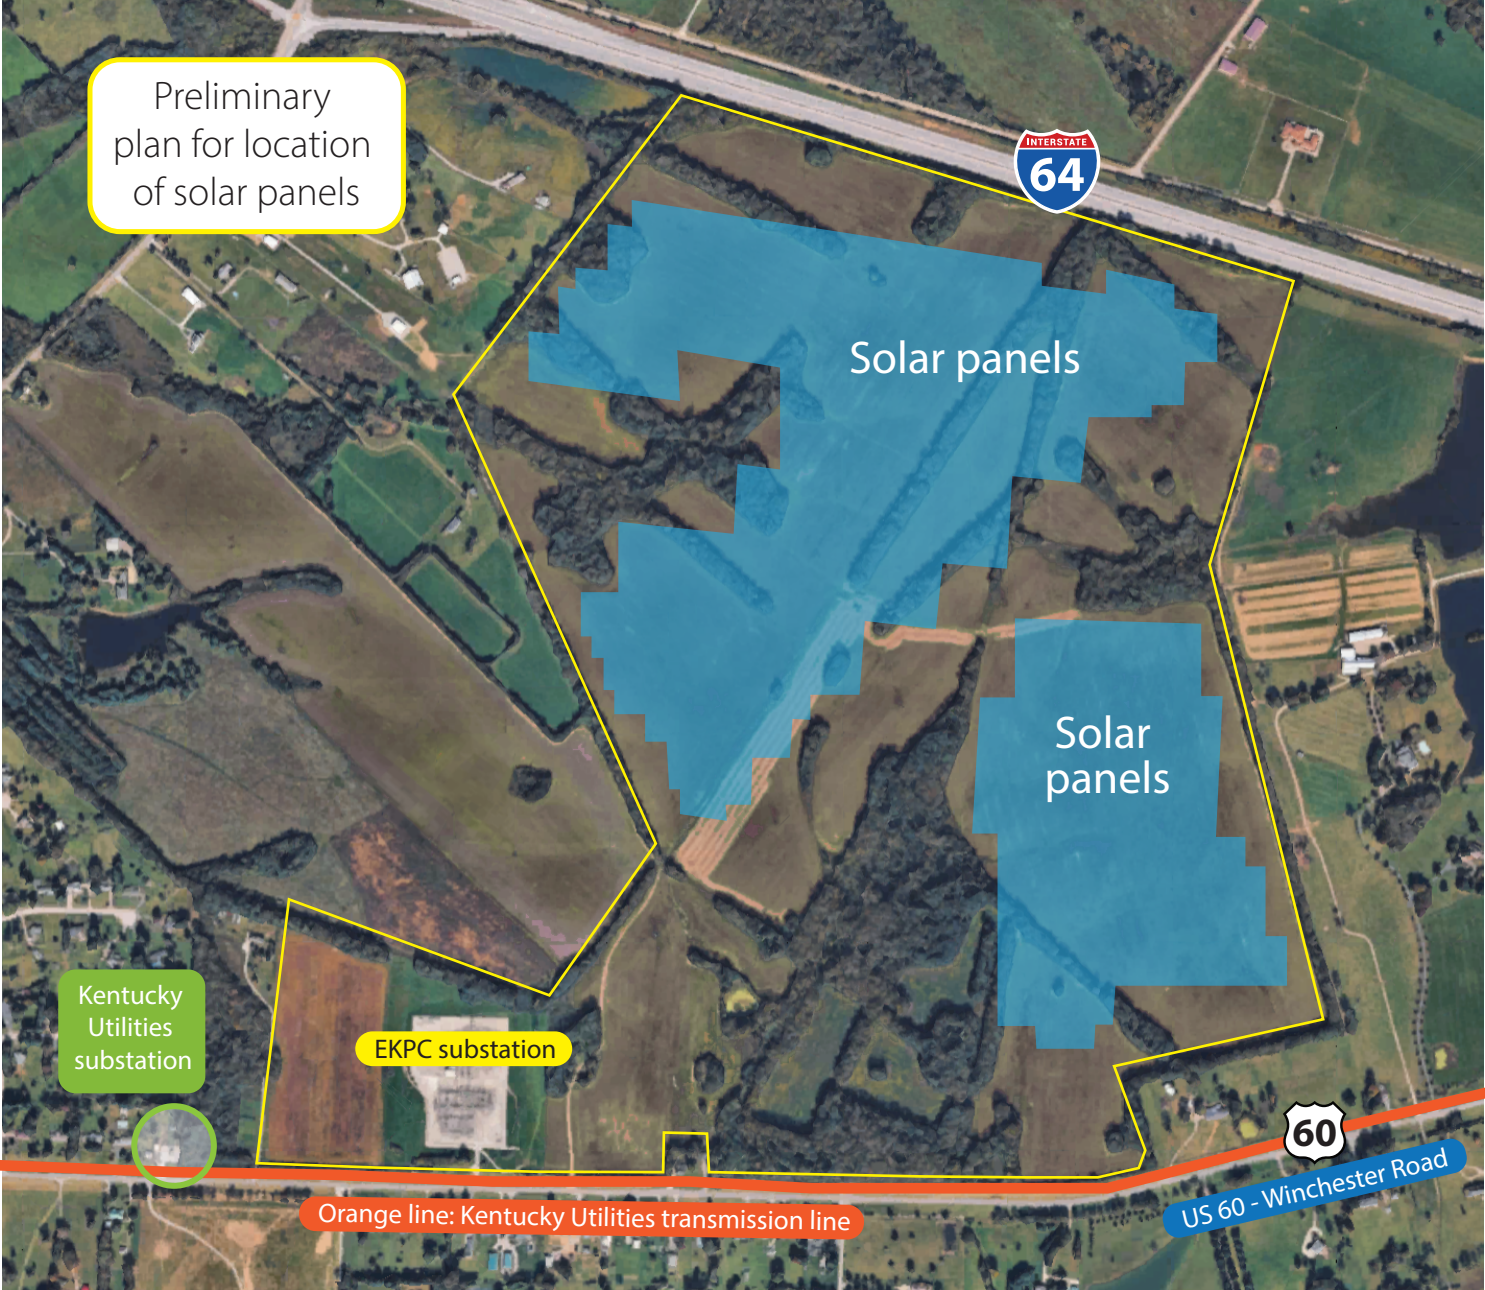 Preliminary
plan for location
of solar panels
INTERSTATE
64
Solar panels
Solar
panels
Kentucky
Utilities
substation
EKPC substation
60
US 60 - Winchester Road
Orange line: Kentucky Utilities transmission line